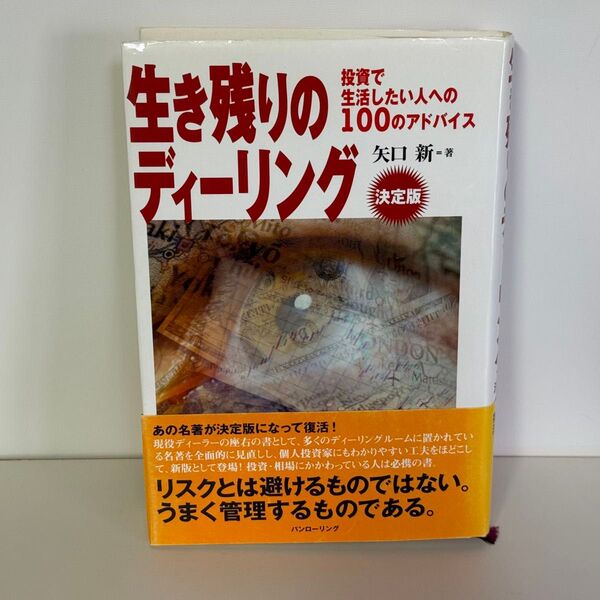 生き残りの
ディーリング
投資で
生活したい人への
100のアドバイス
矢口 新=著
決定版
Tokyo
LONDON
あの名著が決定版になって復活！
現役ディーラーの座右の書として、多くのディーリングルームに置かれてい
る名著を全面的に見直しし、個人投資家にもわかりやすい工夫をほどこし
て、新版として登場！投資・相場にかかわっている人は必携の書。
リスクとは避けるものではない。
うまく管理するものである。
パンローリング